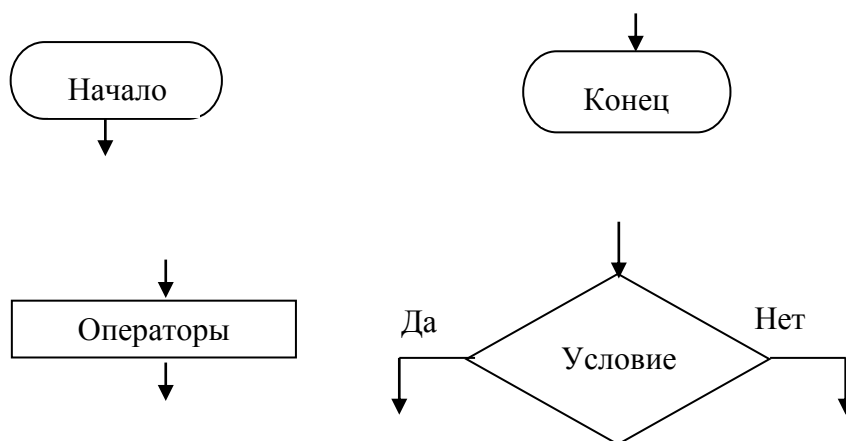 Начало
Конец
Операторы
Да
Условие
Нет